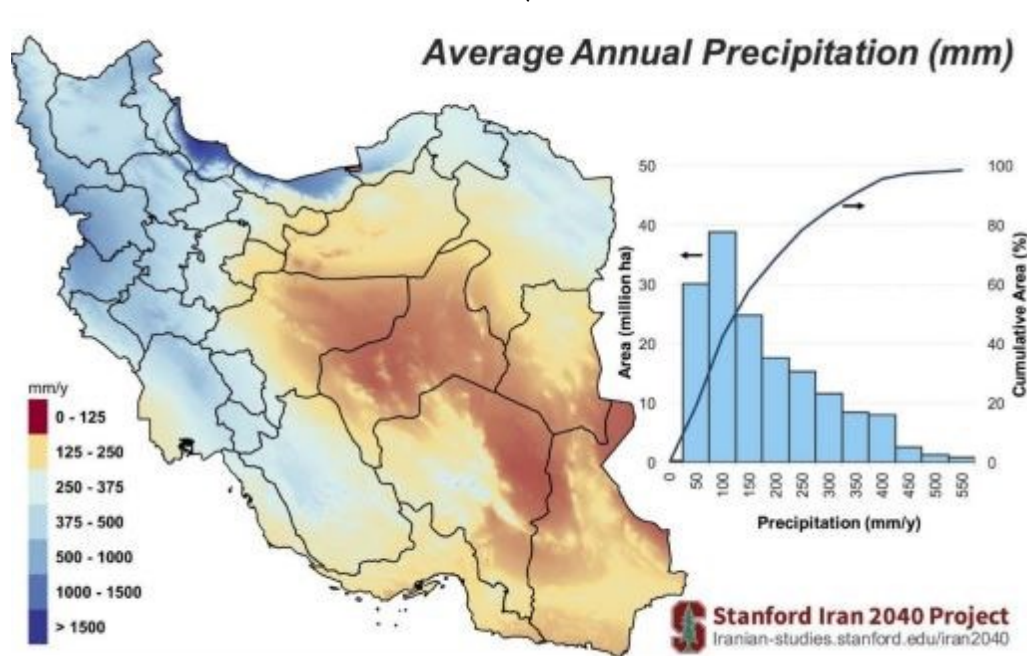 Average Annual Precipitation (mm)
mm/y
0 - 125
125 - 250
250 - 375
375 - 500
500 - 1000
1000 - 1500
> 1500
Area (million ha)
50
40
30
20
10
0
Cumulative Area (%)
100
80
60
40
20
0
0 50 100 150 200 250 300 350 400 450 500 550
Precipitation (mm/y)
Stanford Iran 2040 Project
Iranian-studies.stanford.edu/iran2040